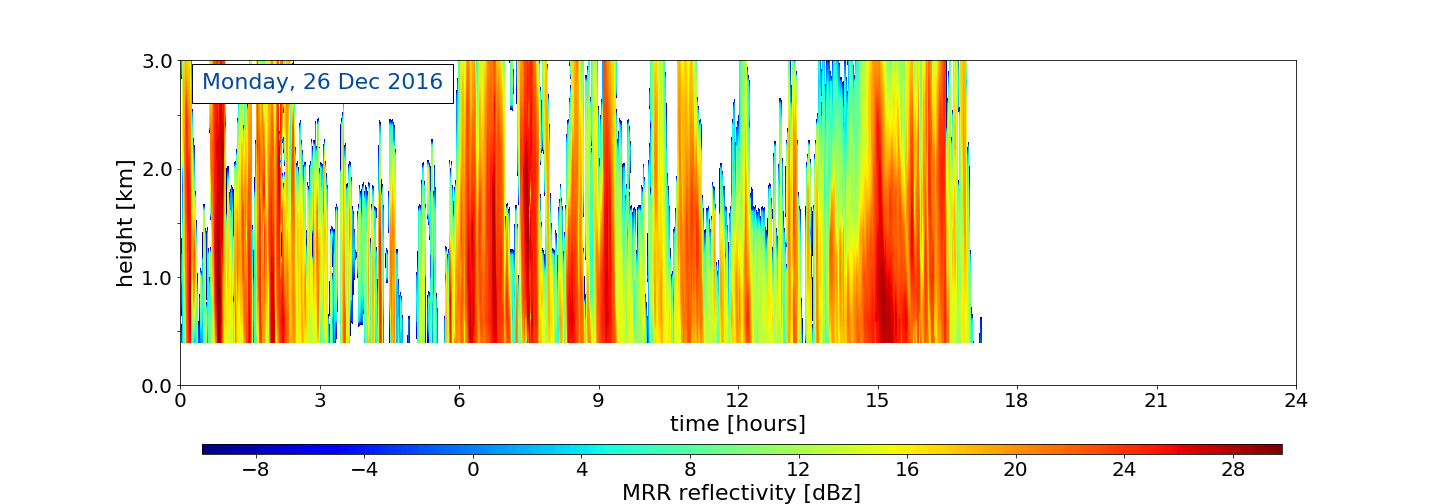 Monday, 26 Dec 2016
3.0
2.0
1.0
0.0
height [km]
0 3 6 9 12 15 18 21 24
time [hours]
−8 −4 0 4 8 12 16 20 24 28
MRR reflectivity [dBz]